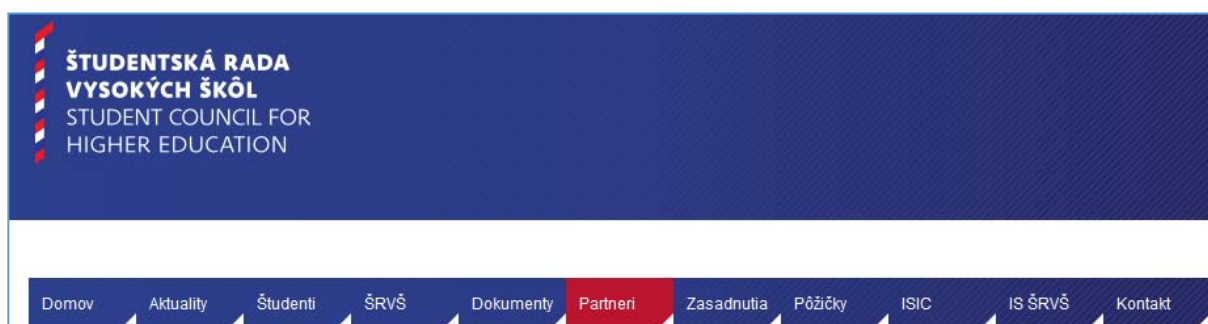 ŠTUDENTSKÁ RADA
VYSOKÝCH ŠKÔL
STUDENT COUNCIL FOR
HIGHER EDUCATION
Domov Aktuality Študenti ŠRVŠ Dokumenty Partneri Zasadnutia Pôžičky ISIC IS ŠRVŠ Kontakt